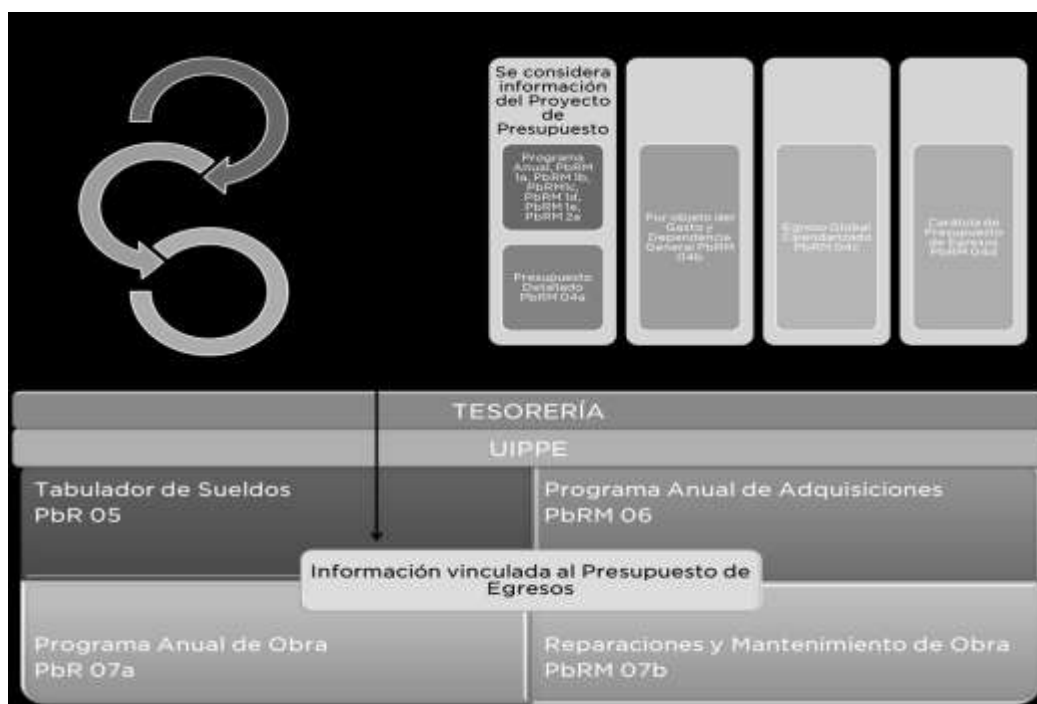 Se considera
información
del Proyecto
de
Presupuesto
Programa
Anual, PbRM
1a, PbRM 1b,
PbRM1c,
PbRM 1d,
PbRM 1e,
PbRM 2a
Presupuesto
Detallado
PbRM 04a
Por objeto del
Gasto y
Dependencia
General PbRM
04b
Egreso Global
Calendarizado
PbRM 04c
Carátula de
Presupuesto
de Egresos
PbRM 04d
TESORERÍA
UIPPE
Tabulador de Sueldos
PbR 05
Programa Anual de Adquisiciones
PbRM 06
Información vinculada al Presupuesto de
Egresos
Programa Anual de Obra
PbR 07a
Reparaciones y Mantenimiento de Obra
PbRM 07b